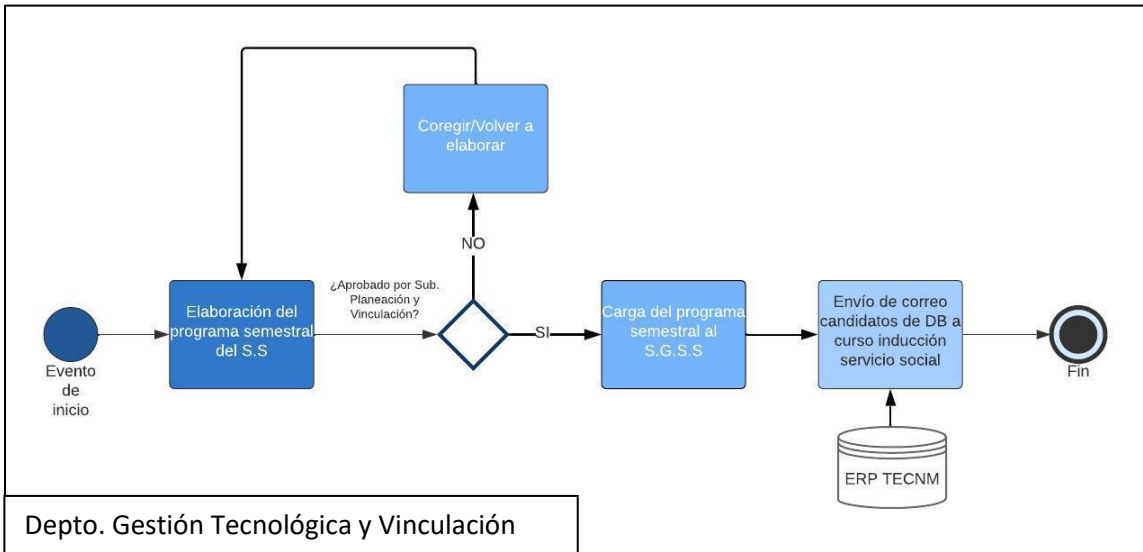 Coregir/Volver a
elaborar
NO
¿Aprobado por Sub.
Planeación y
Vinculación?
Elaboración del
programa semestral
del S.S
SI
Carga del programa
semestral al
S.G.S.S
Envío de correo
candidatos de DB a
curso inducción
servicio social
Evento
de
inicio
Fin
ERP TECNM
Depto. Gestión Tecnológica y Vinculación